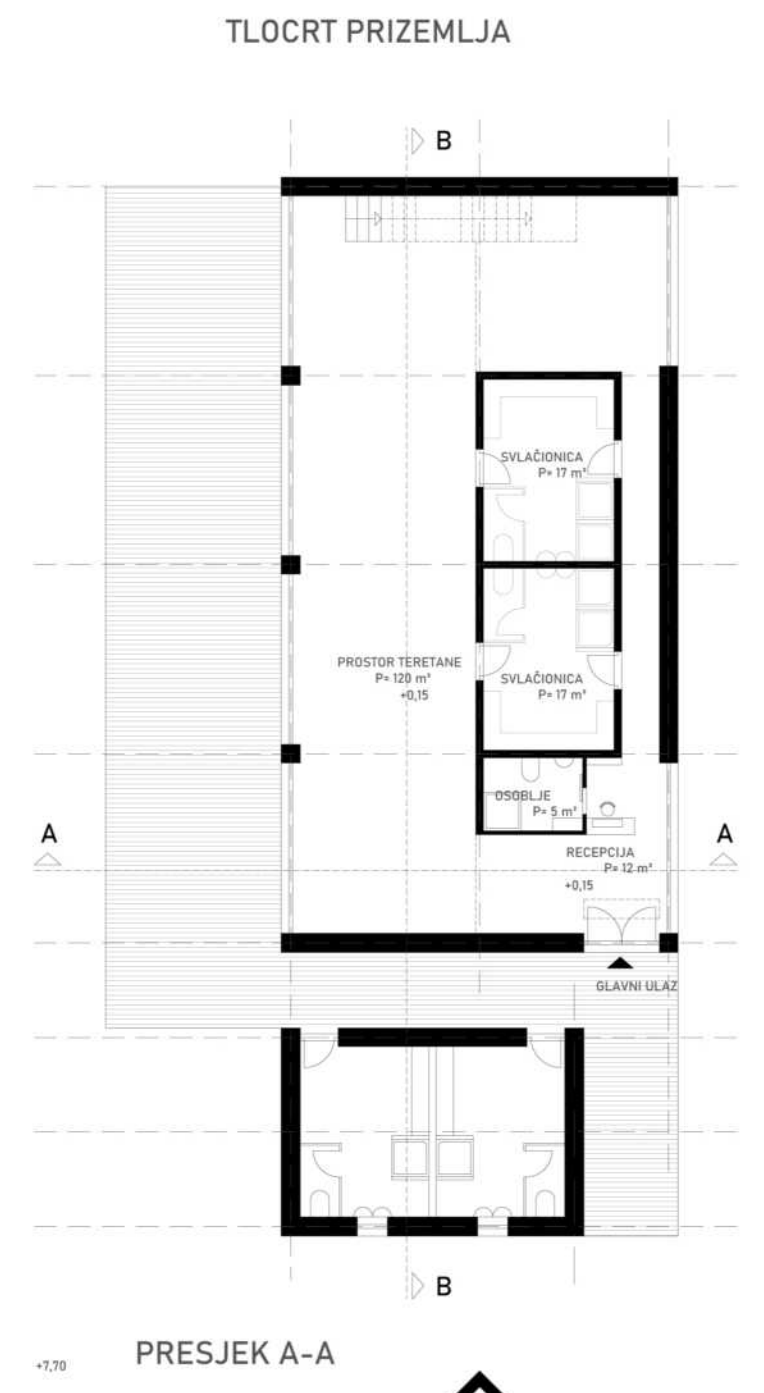 TLOCRT PRIZEMLJA
B
SVLAČIONICA
P= 17 m²
PROSTOR TERETANE
P= 120 m²
+0,15
SVLAČIONICA
P= 17 m²
OSOBLJE
P= 5 m²
A
A
RECEPCIJA
P= 12 m²
+0,15
GLAVNI ULAZ
B
PRESJEK A-A
+7,70